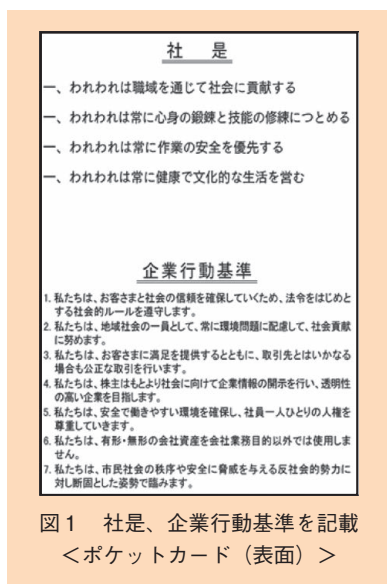 社　是
一、われわれは職域を通じて社会に貢献する
一、われわれは常に心身の鍛錬と技能の修練につとめる
一、われわれは常に作業の安全を優先する
一、われわれは常に健康で文化的な生活を営む
企業行動基準
1. 私たちは、お客さまと社会の信頼を確保していくため、法令をはじめと
する社会的ルールを遵守します。
2. 私たちは、地域社会の一員として、常に環境問題に配慮して、社会貢献
に努めます。
3. 私たちは、お客さまに満足を提供するとともに、取引先とはいかなる
場合も公正な取引を行います。
4. 私たちは、株主はもとより社会に向けて企業情報の開示を行い、透明性
の高い企業を目指します。
5. 私たちは、安全で働きやすい環境を確保し、社員一人ひとりの人権を
尊重していきます。
6. 私たちは、有形・無形の会社資産を会社業務目的以外では使用しま
せん。
7. 私たちは、市民社会の秩序や安全に脅威を与える反社会的勢力に
対し断固とした姿勢で臨みます。
図1　社是、企業行動基準を記載
＜ポケットカード（表面）＞